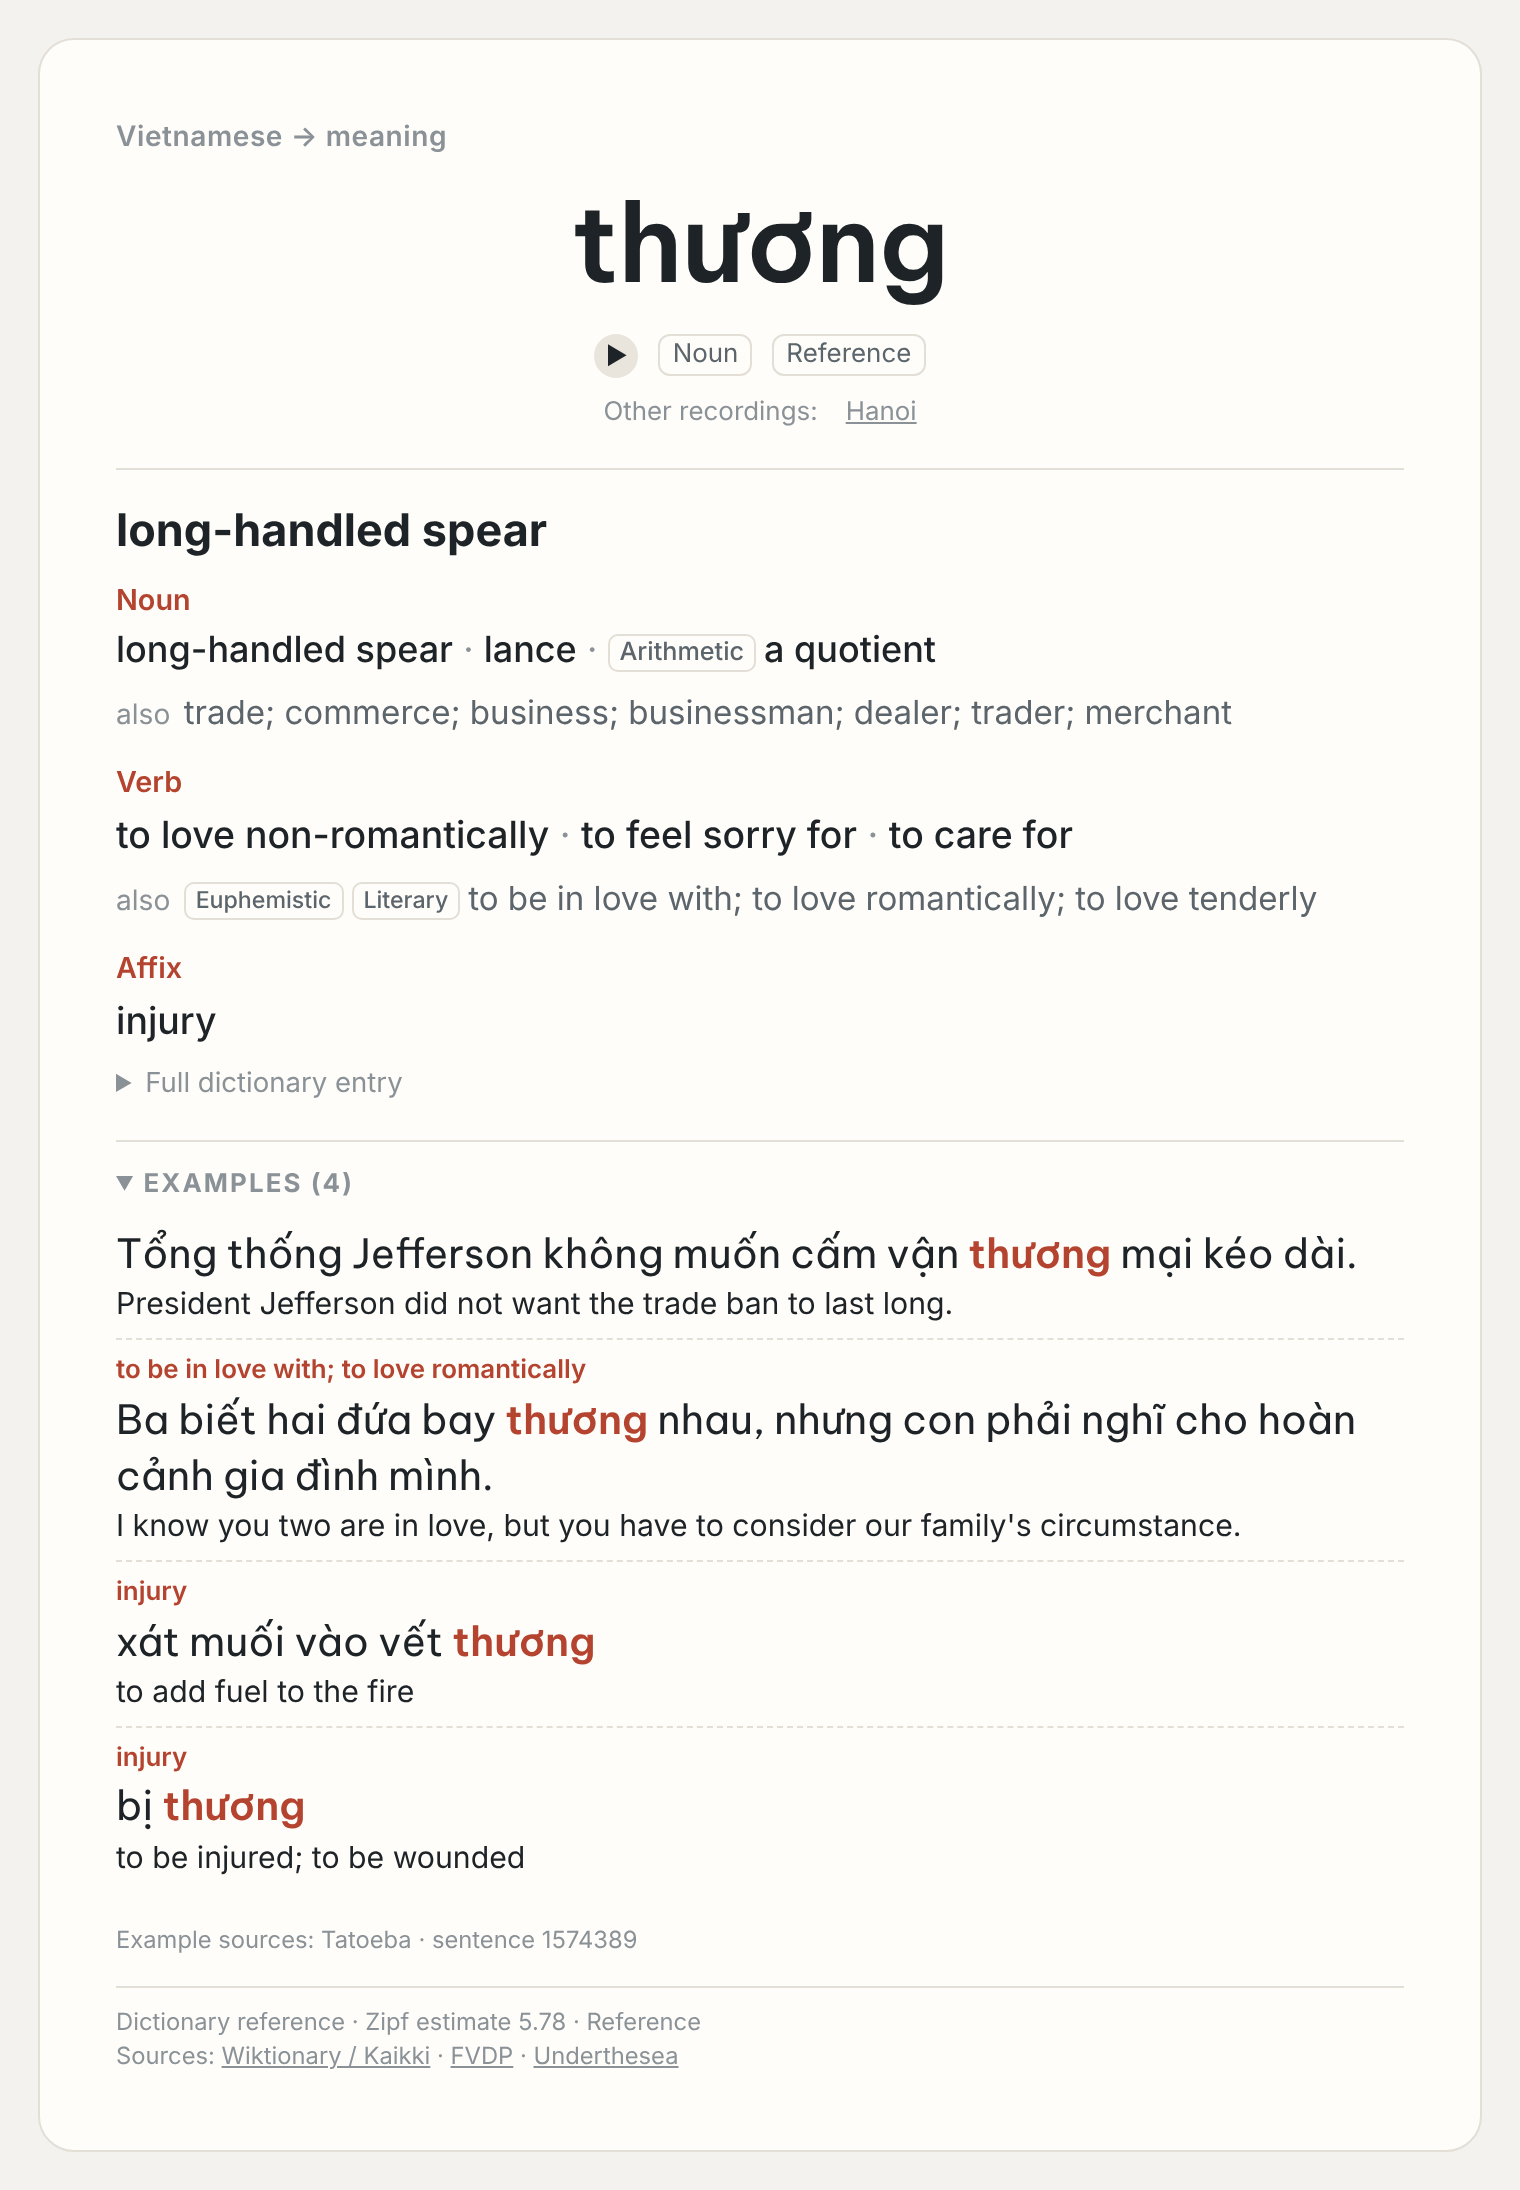 Vietnamese → meaning
thương
Noun Reference
Other recordings: Hanoi
long-handled spear
Noun
long-handled spear · lance · Arithmetic a quotient
also trade; commerce; business; businessman; dealer; trader; merchant
Verb
to love non-romantically · to feel sorry for · to care for
also Euphemistic Literary to be in love with; to love romantically; to love tenderly
Affix
injury
▶ Full dictionary entry
▼ EXAMPLES (4)
Tổng thống Jefferson không muốn cấm vận thương mại kéo dài.
President Jefferson did not want the trade ban to last long.
to be in love with; to love romantically
Ba biết hai đứa bay thương nhau, nhưng con phải nghĩ cho hoàn
cảnh gia đình mình.
I know you two are in love, but you have to consider our family's circumstance.
injury
xát muối vào vết thương
to add fuel to the fire
injury
bị thương
to be injured; to be wounded
Example sources: Tatoeba · sentence 1574389
Dictionary reference · Zipf estimate 5.78 · Reference
Sources: Wiktionary / Kaikki · FVDP · Underthesea